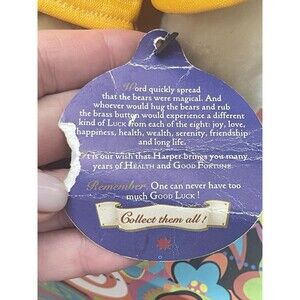 Word quickly spread
that the bears were magical. And
whoever would hug the bears and rub
the brass button would experience a different
kind of LUCK from each of the eight: joy, love,
happiness, health, wealth, serenity, friendship
and long life.
It is our wish that Harper brings you many
years of HEALTH and GOOD FORTUNE.
Remember, One can never have too
much GOOD LUCK!
Collect them all!